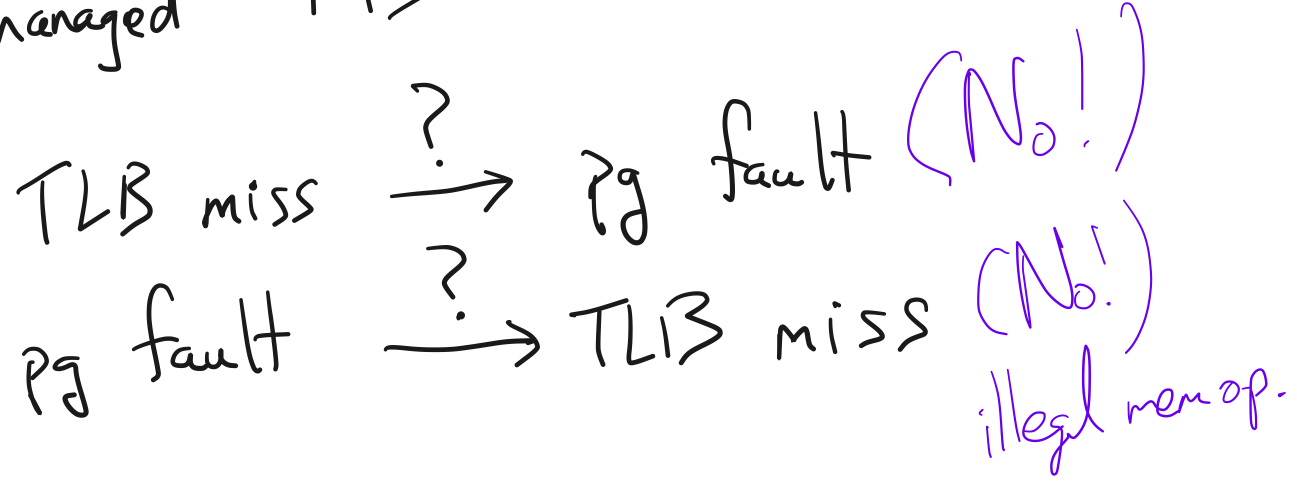 managed
TLB miss ?→ pg fault (No!)
pg fault ?→ TLB miss (No!)
illegal mem op.